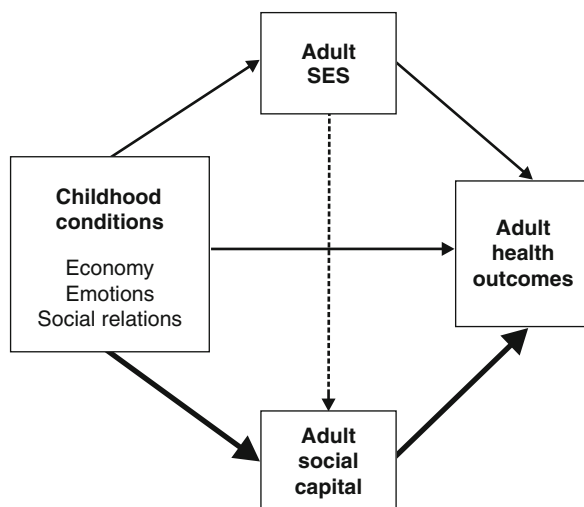 Adult
SES
Childhood
conditions
Economy
Emotions
Social relations
Adult
health
outcomes
Adult
social
capital